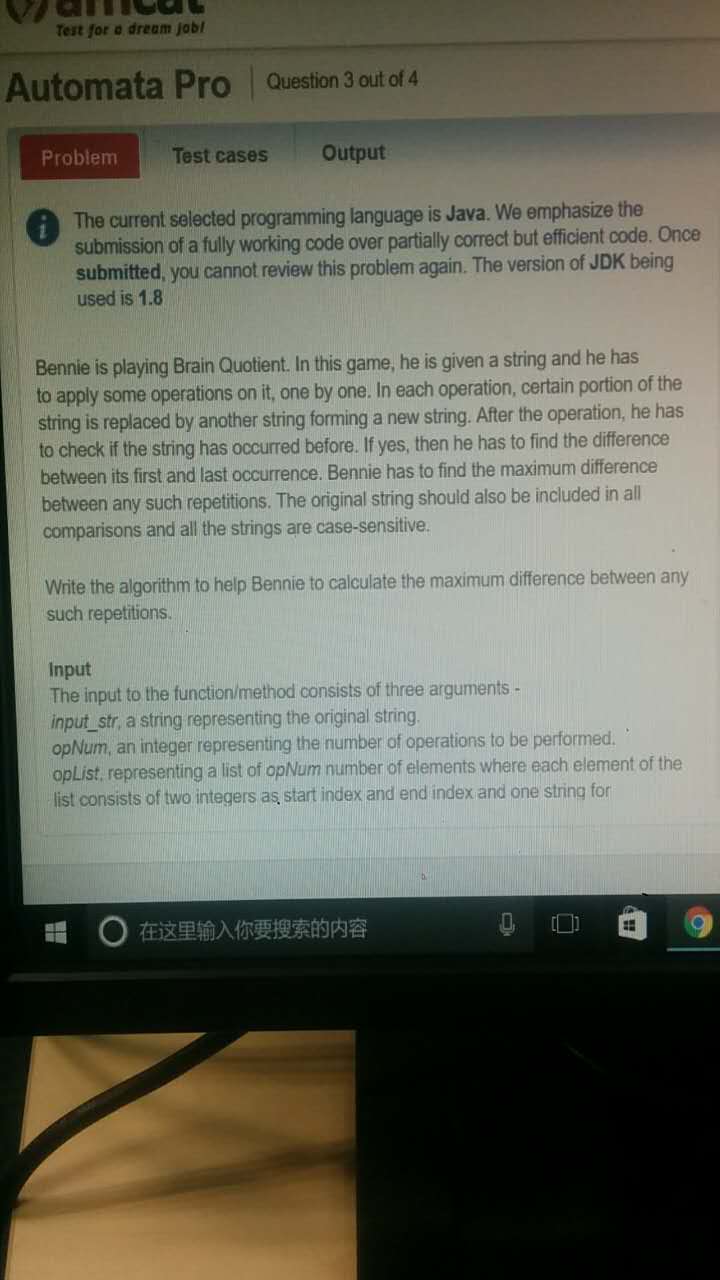 amcat
Test for a dream job!
Automata Pro | Question 3 out of 4
Problem Test cases Output
i
The current selected programming language is Java. We emphasize the
submission of a fully working code over partially correct but efficient code. Once
submitted, you cannot review this problem again. The version of JDK being
used is 1.8
Bennie is playing Brain Quotient. In this game, he is given a string and he has
to apply some operations on it, one by one. In each operation, certain portion of the
string is replaced by another string forming a new string. After the operation, he has
to check if the string has occurred before. If yes, then he has to find the difference
between its first and last occurrence. Bennie has to find the maximum difference
between any such repetitions. The original string should also be included in all
comparisons and all the strings are case-sensitive.
Write the algorithm to help Bennie to calculate the maximum difference between any
such repetitions.
Input
The input to the function/method consists of three arguments -
input_str, a string representing the original string.
opNum, an integer representing the number of operations to be performed.
opList, representing a list of opNum number of elements where each element of the
list consists of two integers as start index and end index and one string for
在这里输入你要搜索的内容